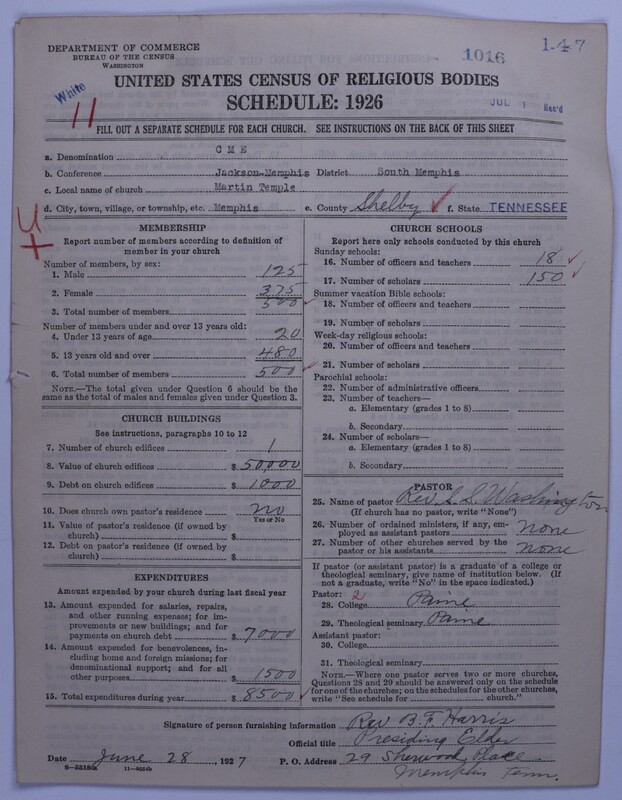 DEPARTMENT OF COMMERCE
BUREAU OF THE CENSUS
WASHINGTON
1016
1-47
UNITED STATES CENSUS OF RELIGIOUS BODIES
SCHEDULE: 1926
White
11
JUL 1 Rec'd
FILL OUT A SEPARATE SCHEDULE FOR EACH CHURCH. SEE INSTRUCTIONS ON THE BACK OF THIS SHEET
a. Denomination C M E
b. Conference Jackson-Memphis District South Memphis
c. Local name of church Martin Temple
d. City, town, village, or township, etc. Memphis e. County Shelby f. State TENNESSEE
MEMBERSHIP
Report number of members according to definition of
member in your church
Number of members, by sex:
1. Male 125
2. Female 375
3. Total number of members 500
Number of members under and over 13 years old:
4. Under 13 years of age 20
5. 13 years old and over 480
6. Total number of members 500
NOTE.—The total given under Question 6 should be the
same as the total of males and females given under Question 3.
CHURCH BUILDINGS
See instructions, paragraphs 10 to 12
7. Number of church edifices 1
8. Value of church edifices $ 50,000
9. Debt on church edifices $ 1000
10. Does church own pastor's residence no
Yes or No
11. Value of pastor's residence (if owned by
church) $
12. Debt on pastor's residence (if owned by
church) $
EXPENDITURES
Amount expended by your church during last fiscal year
13. Amount expended for salaries, repairs,
and other running expenses; for im-
provements or new buildings; and for
payments on church debt $ 7000
14. Amount expended for benevolences, in-
cluding home and foreign missions; for
denominational support; and for all
other purposes $ 1500
15. Total expenditures during year $ 8500
CHURCH SCHOOLS
Report here only schools conducted by this church
Sunday schools:
16. Number of officers and teachers 18
17. Number of scholars 150
Summer vacation Bible schools:
18. Number of officers and teachers
19. Number of scholars
Week-day religious schools:
20. Number of officers and teachers
21. Number of scholars
Parochial schools:
22. Number of administrative officers
23. Number of teachers—
a. Elementary (grades 1 to 8)
b. Secondary
24. Number of scholars—
a. Elementary (grades 1 to 8)
b. Secondary
PASTOR
25. Name of pastor Rev. Washington
(If church has no pastor, write "None")
26. Number of ordained ministers, if any, em-
ployed as assistant pastors none
27. Number of other churches served by the
pastor or his assistants none
If pastor (or assistant pastor) is a graduate of a college or
theological seminary, give name of institution below. (If
not a graduate, write "No" in the space indicated.)
Pastor: 2
28. College Paine
29. Theological seminary Paine
Assistant pastor:
30. College
31. Theological seminary
NOTE.—Where one pastor serves two or more churches,
Questions 28 and 29 should be answered only on the schedule
for one of the churches; on the schedules for the other churches,
write "See schedule for church."
Signature of person furnishing information Rev B. F. Harris
Official title Presiding Elder
Date June 28, 1927 P. O. Address 29 Sherwood Place
Memphis Tenn.